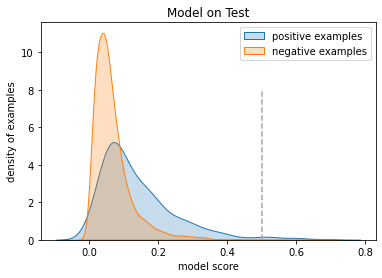 Model on Test
positive examples
negative examples
density of examples
10
8
6
4
2
0
0.0 0.2 0.4 0.6 0.8
model score